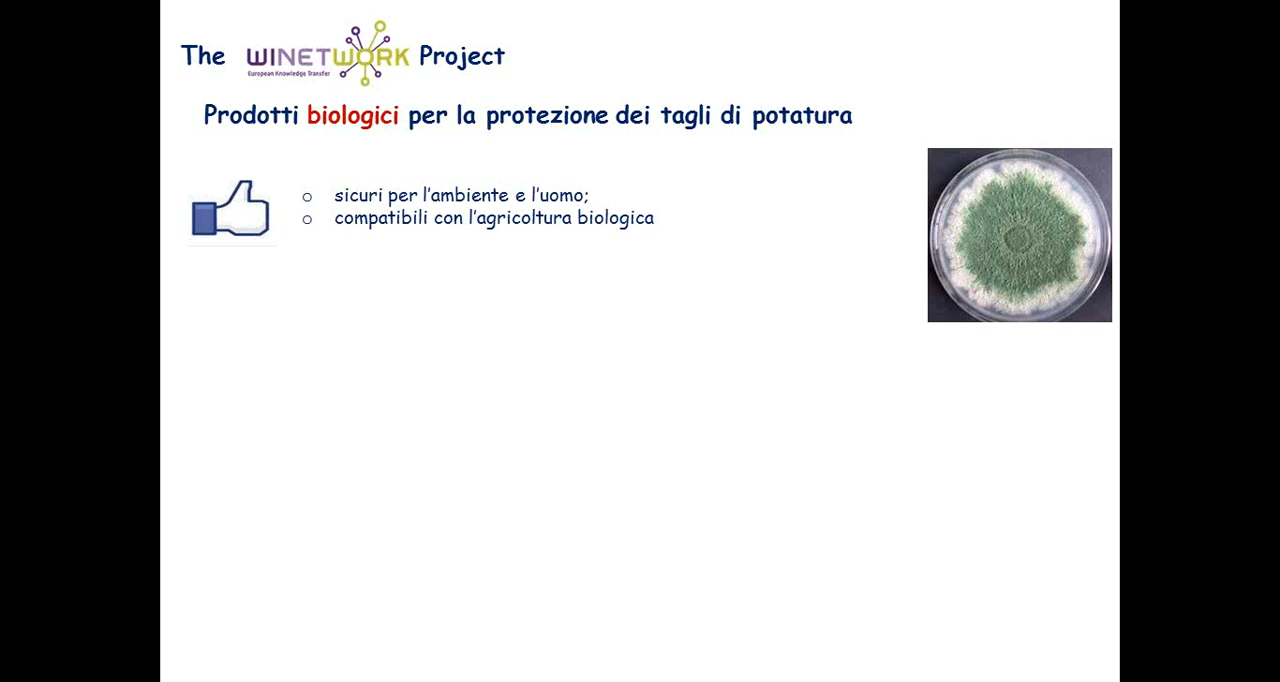 The WINETWORK Project
European Knowledge Transfer
Prodotti biologici per la protezione dei tagli di potatura
o sicuri per l'ambiente e l'uomo;
o compatibili con l'agricoltura biologica